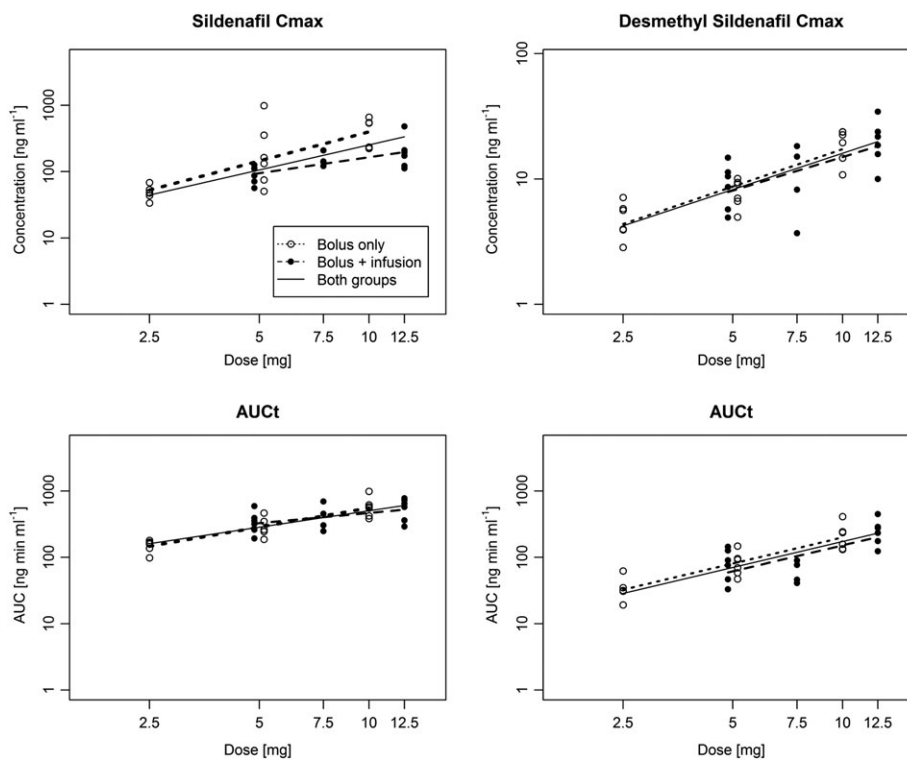 Sildenafil Cmax
Concentration [ng ml⁻¹]
1000
100
10
1
Bolus only
Bolus + infusion
Both groups
2.5 5 7.5 10 12.5
Dose [mg]
Desmethyl Sildenafil Cmax
Concentration [ng ml⁻¹]
100
10
1
2.5 5 7.5 10 12.5
Dose [mg]
AUCt
AUC [ng min ml⁻¹]
1000
100
10
1
2.5 5 7.5 10 12.5
Dose [mg]
AUCt
AUC [ng min ml⁻¹]
1000
100
10
1
2.5 5 7.5 10 12.5
Dose [mg]